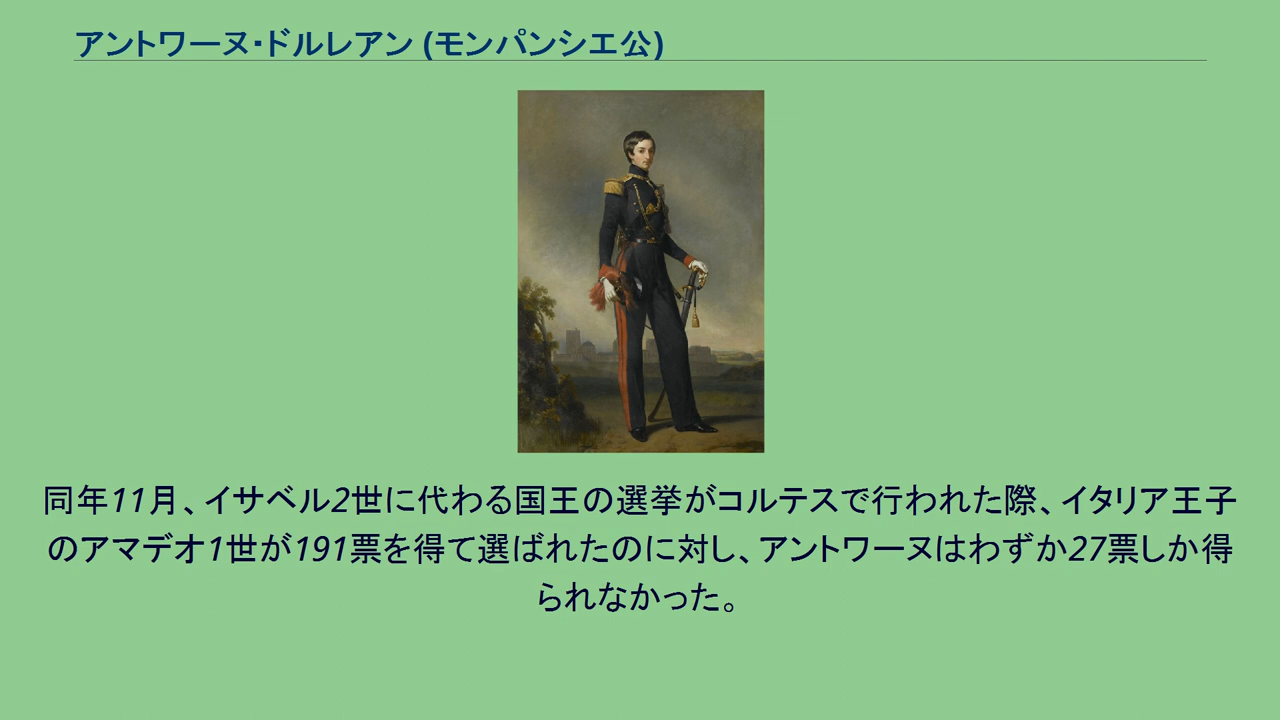 アントワーヌ・ドルレアン (モンパンシエ公)
同年11月、イサベル2世に代わる国王の選挙がコルテスで行われた際、イタリア王子
のアマデオ1世が191票を得て選ばれたのに対し、アントワーヌはわずか27票しか得
られなかった。